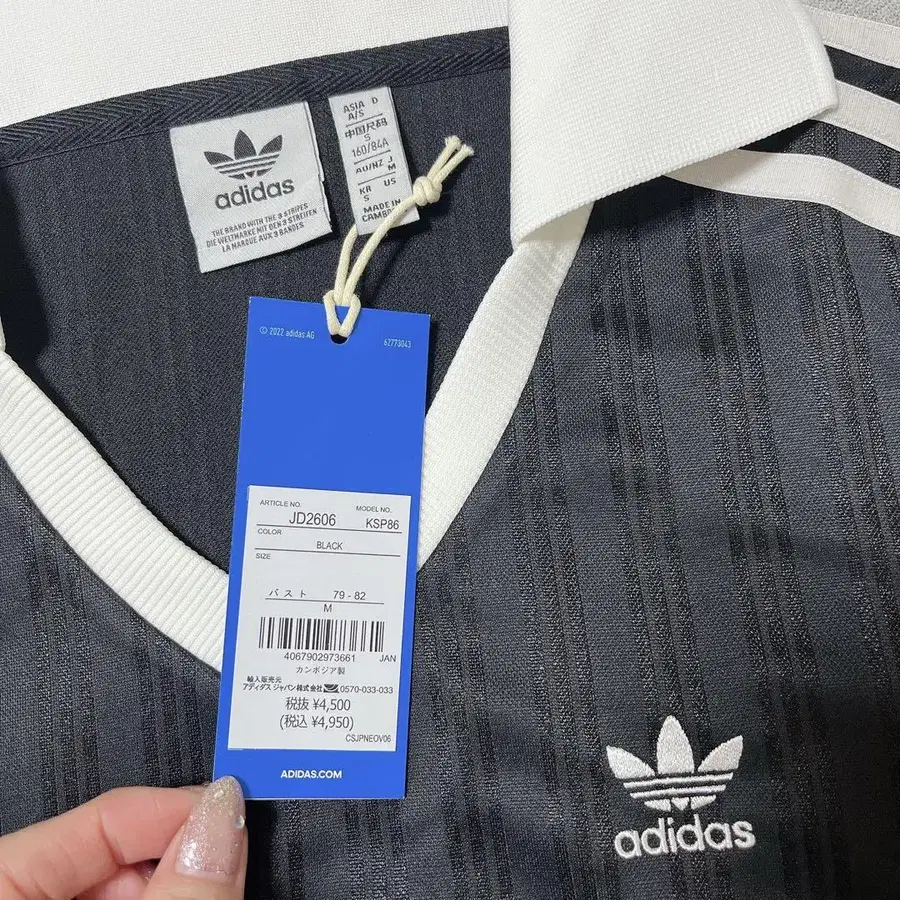 adidas
THE BRAND WITH THE 3 STRIPES
DIE WELTMARKE MIT DEN 3 STREIFEN
LA MARQUE AUX 3 BANDES
ASIA D
A/S
中国尺码
S
160/84A
AU/NZ J
M
KR US
S
MADE IN
© 2022 adidas AG
62773043
ARTICLE NO. MODEL NO.
JD2606 KSP86
COLOR
BLACK
SIZE
バスト 79 - 82
M
4067902973661 JAN
カンボジア製
輸入販売元
アディダス ジャパン株式会社 0570-033-033
税抜 ¥4,500
(税込 ¥4,950)
CSJPNEOV06
ADIDAS.COM
adidas